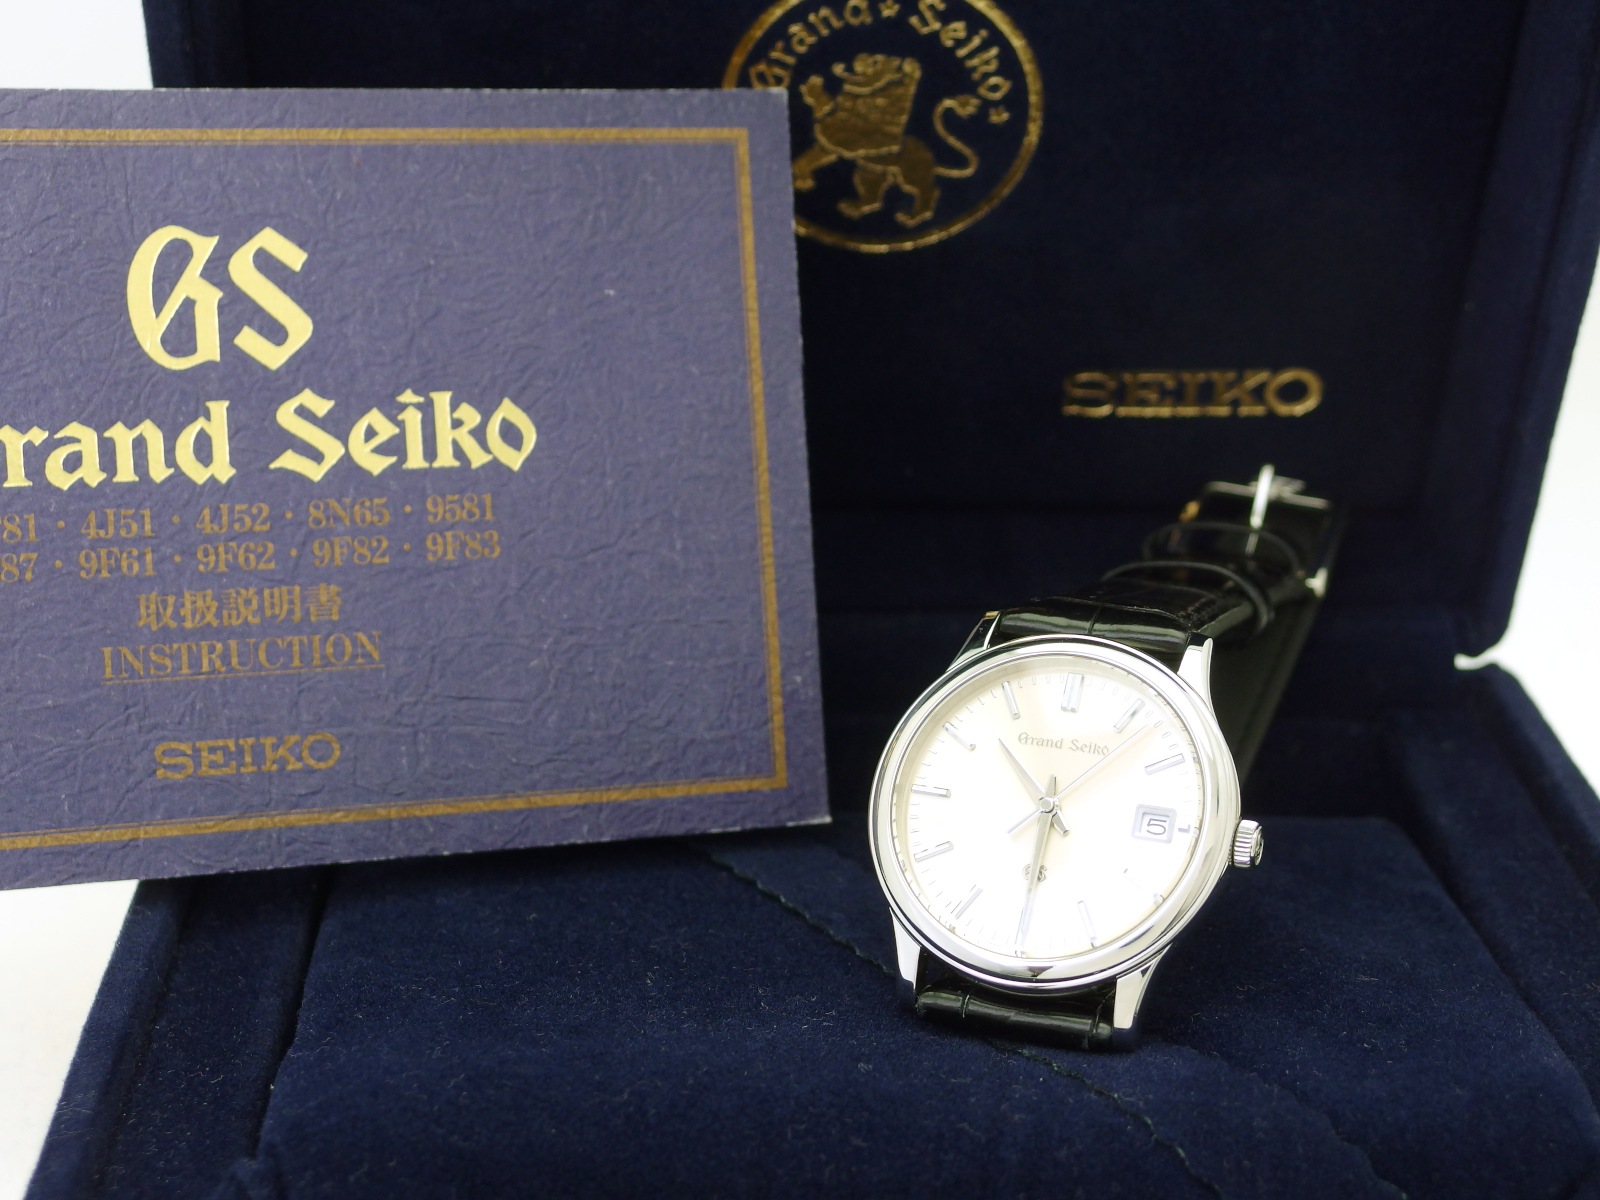 Grand ★ Seiko ★
SEIKO
GS
rand Seiko
81 · 4J51 · 4J52 · 8N65 · 9581
87 · 9F61 · 9F62 · 9F82 · 9F83
取扱説明書
INSTRUCTION
SEIKO
Grand Seiko
5
GS